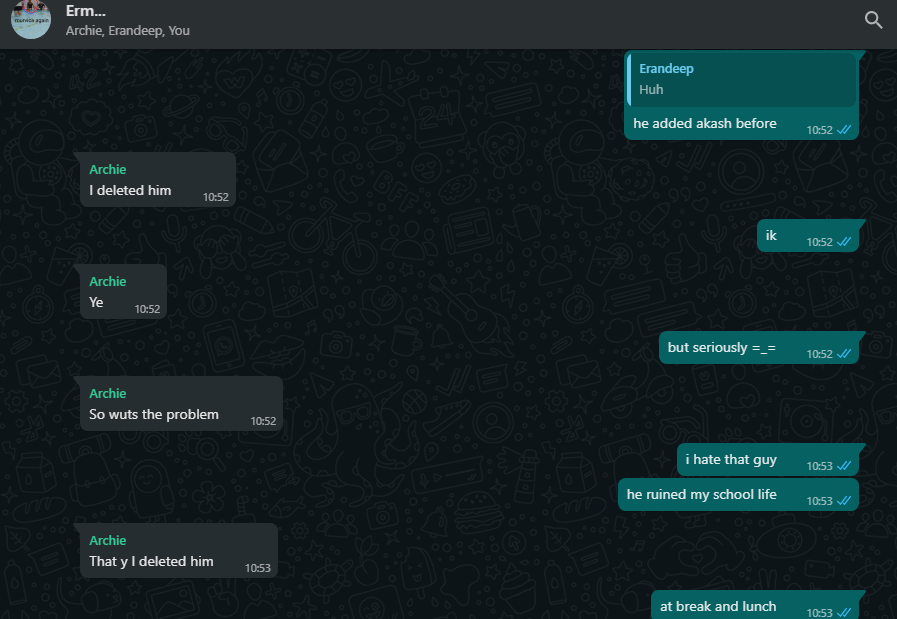 Erm...
Archie, Erandeep, You
Erandeep
Huh
he added akash before
10:52
Archie
I deleted him
10:52
ik
10:52
Archie
Ye
10:52
but seriously =_=
10:52
Archie
So wuts the problem
10:52
i hate that guy
10:53
he ruined my school life
10:53
Archie
That y I deleted him
10:53
at break and lunch
10:53